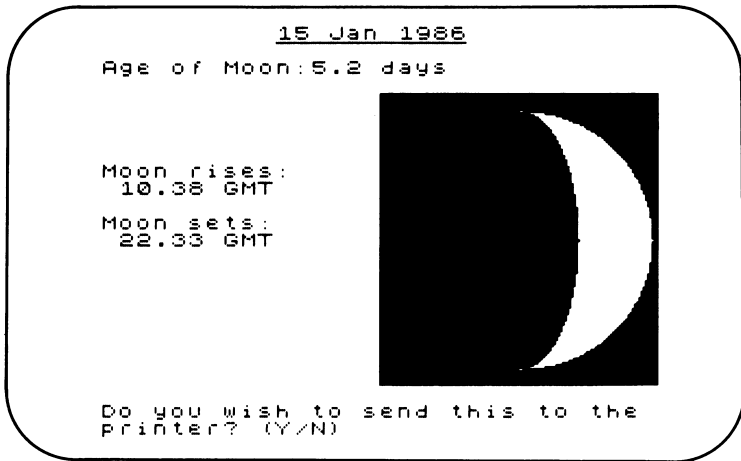 15 Jan 1986
Age of Moon:5.2 days
Moon rises:
10.38 GMT
Moon sets:
22.33 GMT
Do you wish to send this to the
printer? (Y/N)